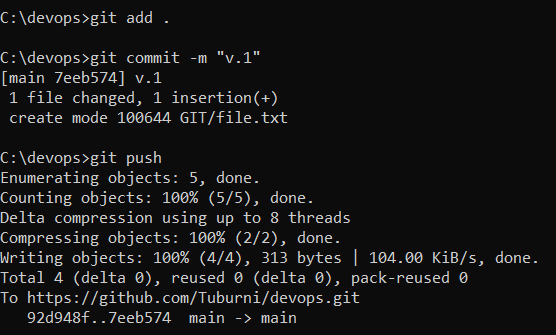 C:\devops>git add .
C:\devops>git commit -m "v.1"
[main 7eeb574] v.1
 1 file changed, 1 insertion(+)
 create mode 100644 GIT/file.txt
C:\devops>git push
Enumerating objects: 5, done.
Counting objects: 100% (5/5), done.
Delta compression using up to 8 threads
Compressing objects: 100% (2/2), done.
Writing objects: 100% (4/4), 313 bytes | 104.00 KiB/s, done.
Total 4 (delta 0), reused 0 (delta 0), pack-reused 0
To https://github.com/Tuburni/devops.git
   92d948f..7eeb574  main -> main